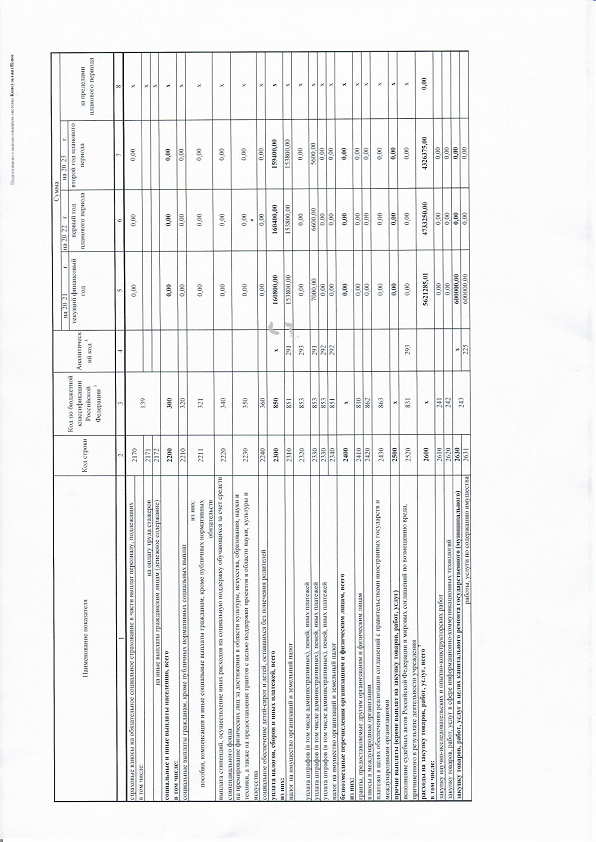 Подготовлено с использованием системы КонсультантПлюс
Наименование показателя
Код строки
Код по бюджетной классификации Российской Федерации 3
Аналитический код 4
Сумма
на 20 21 г. текущий финансовый год
на 20 22 г. первый год планового периода
на 20 23 г. второй год планового периода
за пределами планового периода
1 2 3 4 5 6 7 8
страховые взносы на обязательное социальное страхование в части выплат персоналу, подлежащих 2170 139 0,00 0,00 0,00 x
в том числе:
на оплату труда стажеров 2171 x
на иные выплаты гражданским лицам (денежное содержание) 2172 x
социальные и иные выплаты населению, всего 2200 300 0,00 0,00 0,00 x
в том числе:
социальные выплаты гражданам, кроме публичных нормативных социальных выплат 2210 320 0,00 0,00 0,00 x
из них:
пособия, компенсации и иные социальные выплаты гражданам, кроме публичных нормативных обязательств 2211 321 0,00 0,00 0,00 x
выплата стипендий, осуществление иных расходов на социальную поддержку обучающихся за счет средств стипендиального фонда 2220 340 0,00 0,00 0,00 x
на премирование физических лиц за достижения в области культуры, искусства, образования, науки и техники, а также на предоставление грантов с целью поддержки проектов в области науки, культуры и искусства 2230 350 0,00 0,00 0,00 x
социальное обеспечение детей-сирот и детей, оставшихся без попечения родителей 2240 360 0,00 0,00 0,00 x
уплата налогов, сборов и иных платежей, всего 2300 850 x 160800,00 160400,00 159400,00 x
из них:
налог на имущество организаций и земельный налог 2310 851 291 153800,00 153800,00 153800,00 x
2320 853 293 0,00 0,00 0,00 x
уплата штрафов (в том числе административных), пеней, иных платежей 2330 853 291 7000,00 6600,00 5600,00 x
уплата штрафов (в том числе административных), пеней, иных платежей 2330 853 292 0,00 0,00 0,00 x
уплата штрафов (в том числе административных), пеней, иных платежей
налог на имущество организаций и земельный налог 2340 851 292 0,00 0,00 0,00 x
безвозмездные перечисления организациям и физическим лицам, всего 2400 x 0,00 0,00 0,00 x
из них:
гранты, предоставляемые другим организациям и физическим лицам 2410 810 0,00 0,00 0,00 x
взносы в международные организации 2420 862 0,00 0,00 0,00 x
платежи в целях обеспечения реализации соглашений с правительствами иностранных государств и международными организациями 2430 863 0,00 0,00 0,00 x
прочие выплаты (кроме выплат на закупку товаров, работ, услуг) 2500 x 0,00 0,00 0,00 x
исполнение судебных актов Российской Федерации и мировых соглашений по возмещению вреда, причиненного в результате деятельности учреждения 2520 831 293 0,00 0,00 0,00 x
расходы на закупку товаров, работ, услуг, всего 2600 x 5621285,01 4733250,00 4326375,00 0,00
в том числе:
закупку научно-исследовательских и опытно-конструкторских работ 2610 241 0,00 0,00 0,00
закупку товаров, работ, услуг в сфере информационно-коммуникационных технологий 2620 242 0,00 0,00 0,00
закупку товаров, работ, услуг в целях капитального ремонта государственного (муниципального) 2630 243 x 600000,00 0,00 0,00
работы, услуги по содержанию имущества 2631 225 600000,00 0,00 0,00